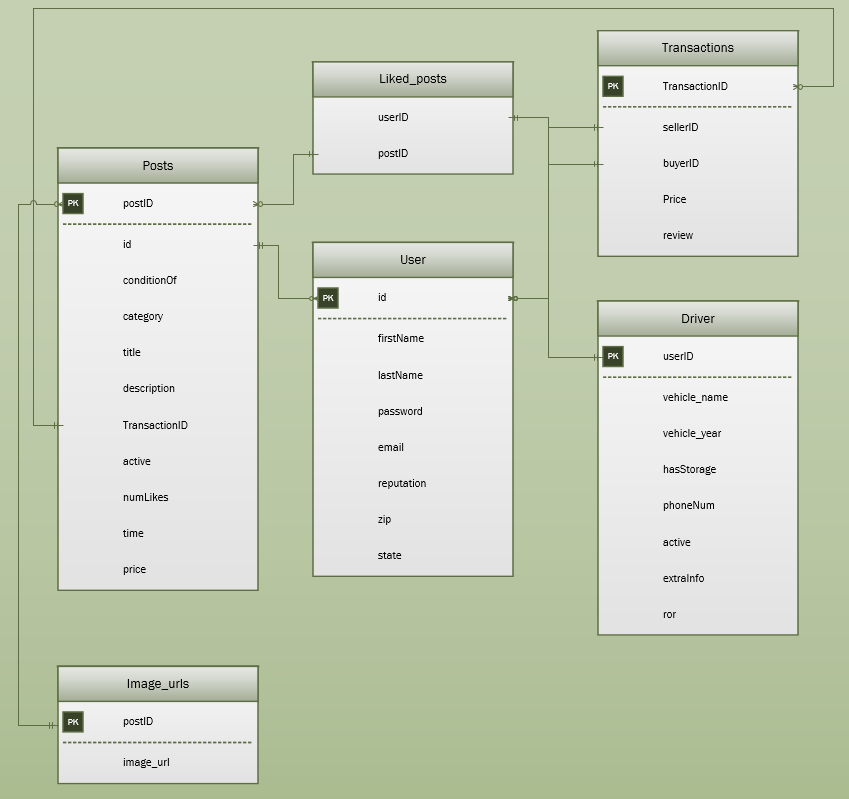 Posts
PK postID
id
conditionOf
category
title
description
TransactionID
active
numLikes
time
price
Image_urls
PK postID
image_url
Liked_posts
userID
postID
User
PK id
firstName
lastName
password
email
reputation
zip
state
Transactions
PK TransactionID
sellerID
buyerID
Price
review
Driver
PK userID
vehicle_name
vehicle_year
hasStorage
phoneNum
active
extraInfo
ror